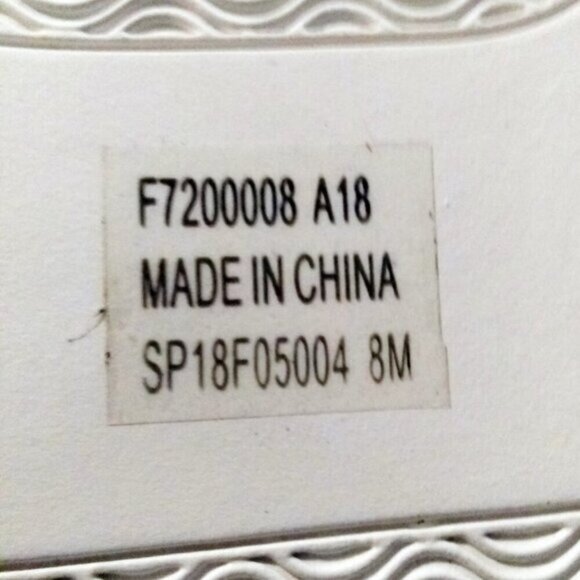 F7200008 A18
MADE IN CHINA
SP18F05004 8M